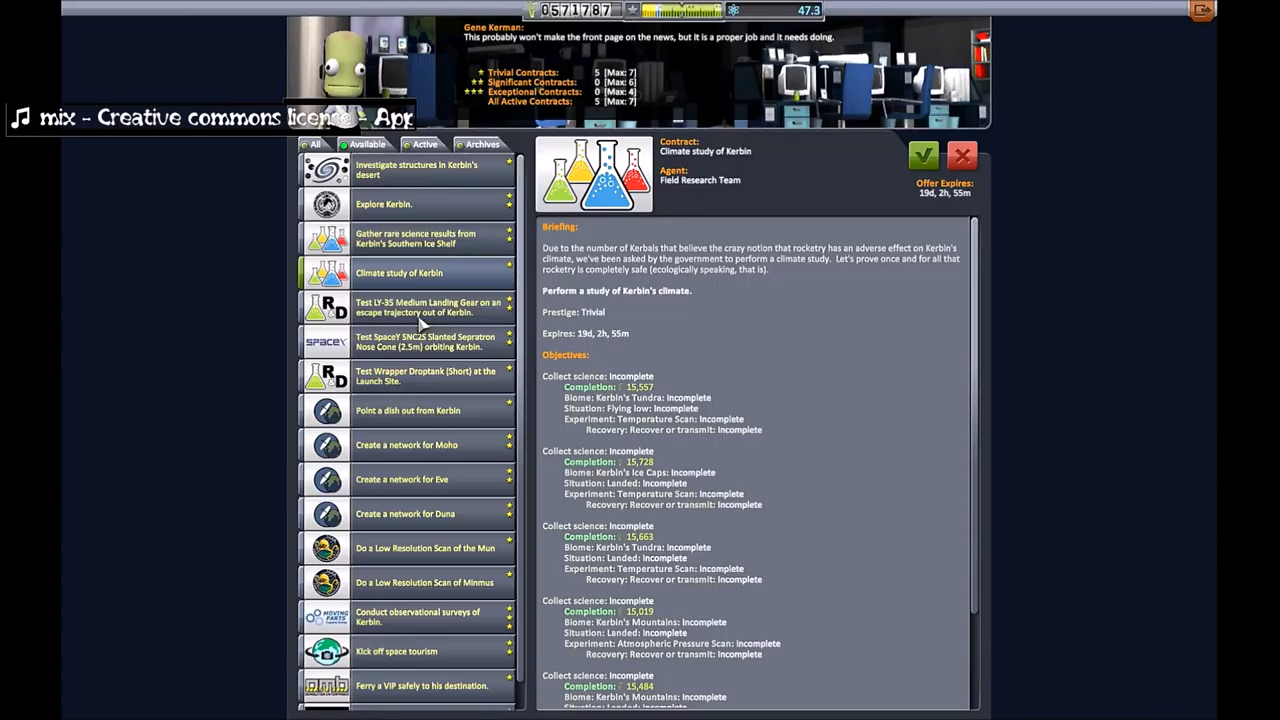 0571787
47.3
Gene Kerman:
This probably won't make the front page on the news, but it is a proper job and it needs doing.
Trivial Contracts: 5 [Max: 7]
Significant Contracts: 0 [Max: 6]
Exceptional Contracts: 0 [Max: 4]
All Active Contracts: 5 [Max: 7]
mix - Creative commons license - App
All
Available
Active
Archives
Investigate structures in Kerbin's
desert
Explore Kerbin.
Gather rare science results from
Kerbin's Southern Ice Shelf
Climate study of Kerbin
R&D
Test LY-35 Medium Landing Gear on an
escape trajectory out of Kerbin.
SPACEY
Test SpaceY SNC2S Slanted Sepratron
Nose Cone (2.5m) orbiting Kerbin.
R&D
Test Wrapper Droptank (Short) at the
Launch Site.
Point a dish out from Kerbin
Create a network for Moho
Create a network for Eve
Create a network for Duna
Do a Low Resolution Scan of the Mun
Do a Low Resolution Scan of Minmus
MOVING
PARTS
Conduct observational surveys of
Kerbin.
Kick off space tourism
Ferry a VIP safely to his destination.
Contract:
Climate study of Kerbin
Agent:
Field Research Team
Offer Expires:
19d, 2h, 55m
Briefing:
Due to the number of Kerbals that believe the crazy notion that rocketry has an adverse effect on Kerbin's
climate, we've been asked by the government to perform a climate study. Let's prove once and for all that
rocketry is completely safe (ecologically speaking, that is).
Perform a study of Kerbin's climate.
Prestige: Trivial
Expires: 19d, 2h, 55m
Objectives:
Collect science: Incomplete
Completion: 15,557
Biome: Kerbin's Tundra: Incomplete
Situation: Flying low: Incomplete
Experiment: Temperature Scan: Incomplete
Recovery: Recover or transmit: Incomplete
Collect science: Incomplete
Completion: 15,728
Biome: Kerbin's Ice Caps: Incomplete
Situation: Landed: Incomplete
Experiment: Temperature Scan: Incomplete
Recovery: Recover or transmit: Incomplete
Collect science: Incomplete
Completion: 15,663
Biome: Kerbin's Tundra: Incomplete
Situation: Landed: Incomplete
Experiment: Temperature Scan: Incomplete
Recovery: Recover or transmit: Incomplete
Collect science: Incomplete
Completion: 15,019
Biome: Kerbin's Mountains: Incomplete
Situation: Landed: Incomplete
Experiment: Atmospheric Pressure Scan: Incomplete
Recovery: Recover or transmit: Incomplete
Collect science: Incomplete
Completion: 15,484
Biome: Kerbin's Mountains: Incomplete
Situation: Landed: Incomplete